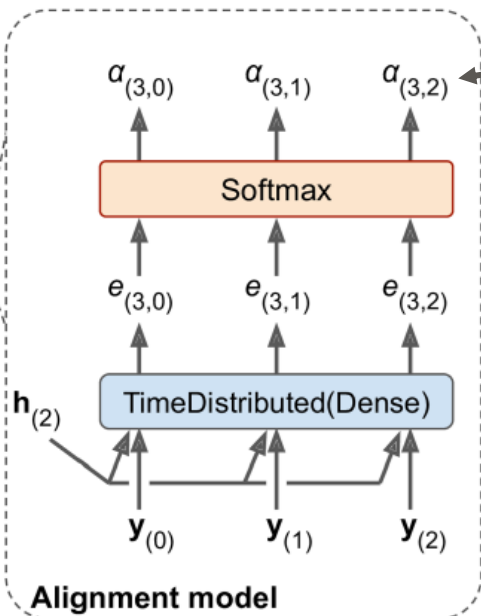 α(3,0) α(3,1) α(3,2)
Softmax
e(3,0) e(3,1) e(3,2)
h(2)
TimeDistributed(Dense)
y(0) y(1) y(2)
Alignment model